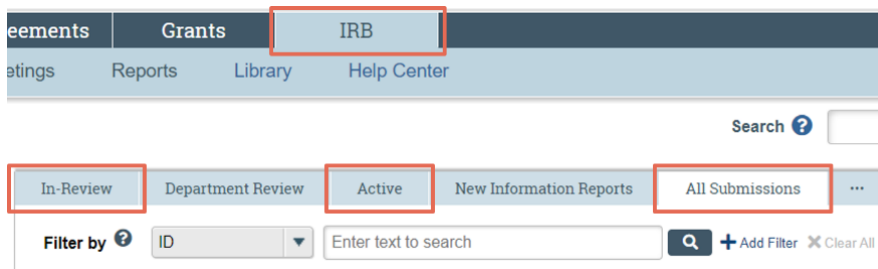 eements Grants IRB
etings Reports Library Help Center
Search ?
In-Review Department Review Active New Information Reports All Submissions ...
Filter by ? ID Enter text to search Add Filter Clear All